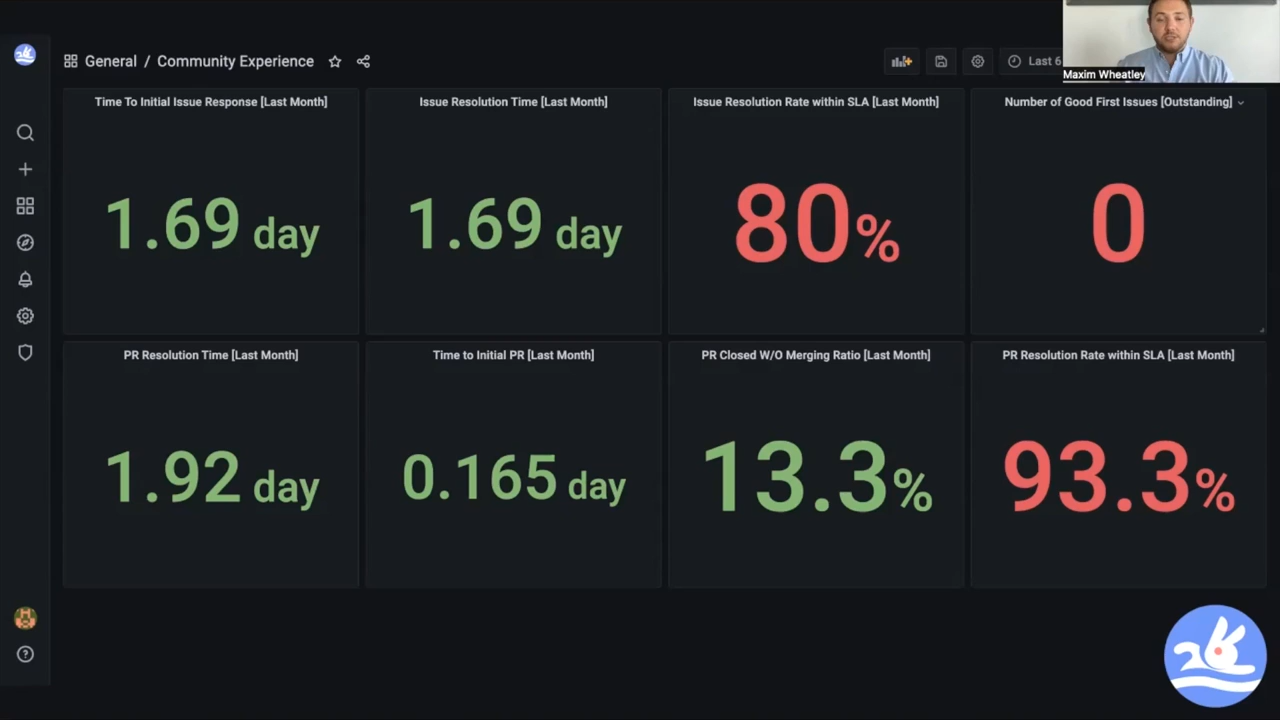 General / Community Experience
Last 6
Maxim Wheatley
Time To Initial Issue Response [Last Month]
1.69 day
Issue Resolution Time [Last Month]
1.69 day
Issue Resolution Rate within SLA [Last Month]
80%
Number of Good First Issues [Outstanding]
0
PR Resolution Time [Last Month]
1.92 day
Time to Initial PR [Last Month]
0.165 day
PR Closed W/O Merging Ratio [Last Month]
13.3%
PR Resolution Rate within SLA [Last Month]
93.3%